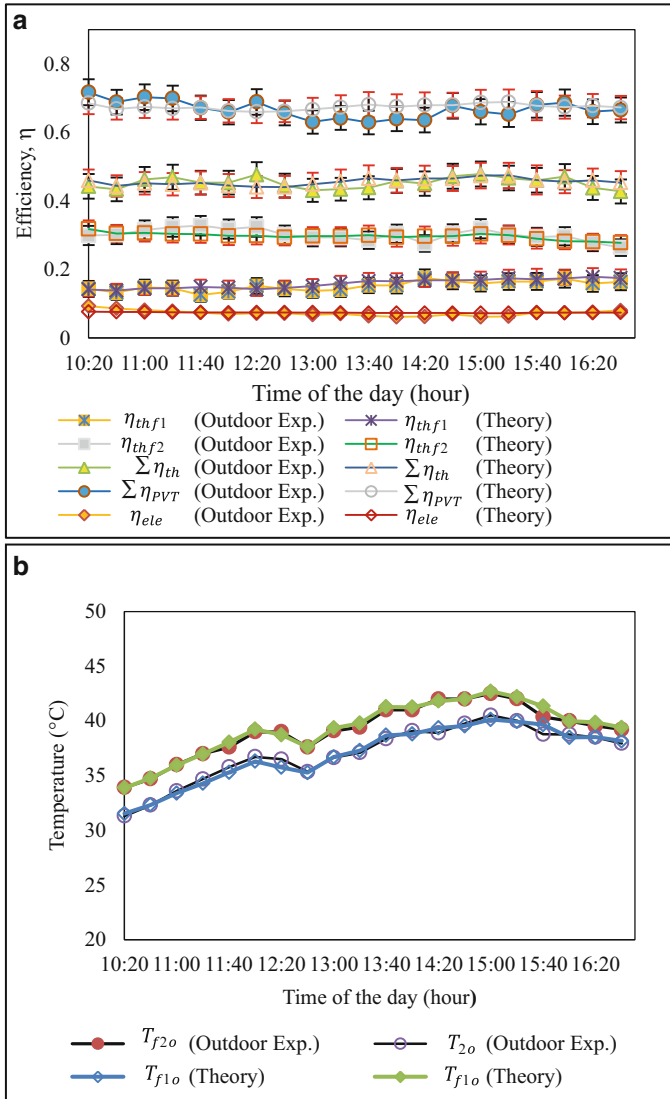 a
0.8
0.6
0.4
0.2
0
Efficiency, η
10:20 11:00 11:40 12:20 13:00 13:40 14:20 15:00 15:40 16:20
Time of the day (hour)
η_thf1 (Outdoor Exp.) η_thf1 (Theory)
η_thf2 (Outdoor Exp.) η_thf2 (Theory)
∑ η_th (Outdoor Exp.) ∑ η_th (Theory)
∑ η_PVT (Outdoor Exp.) ∑ η_PVT (Theory)
η_ele (Outdoor Exp.) η_ele (Theory)
b
50
45
40
35
30
25
20
Temperature (°C)
10:20 11:00 11:40 12:20 13:00 13:40 14:20 15:00 15:40 16:20
Time of the day (hour)
T_f2o (Outdoor Exp.) T_2o (Outdoor Exp.)
T_f1o (Theory) T_f1o (Theory)